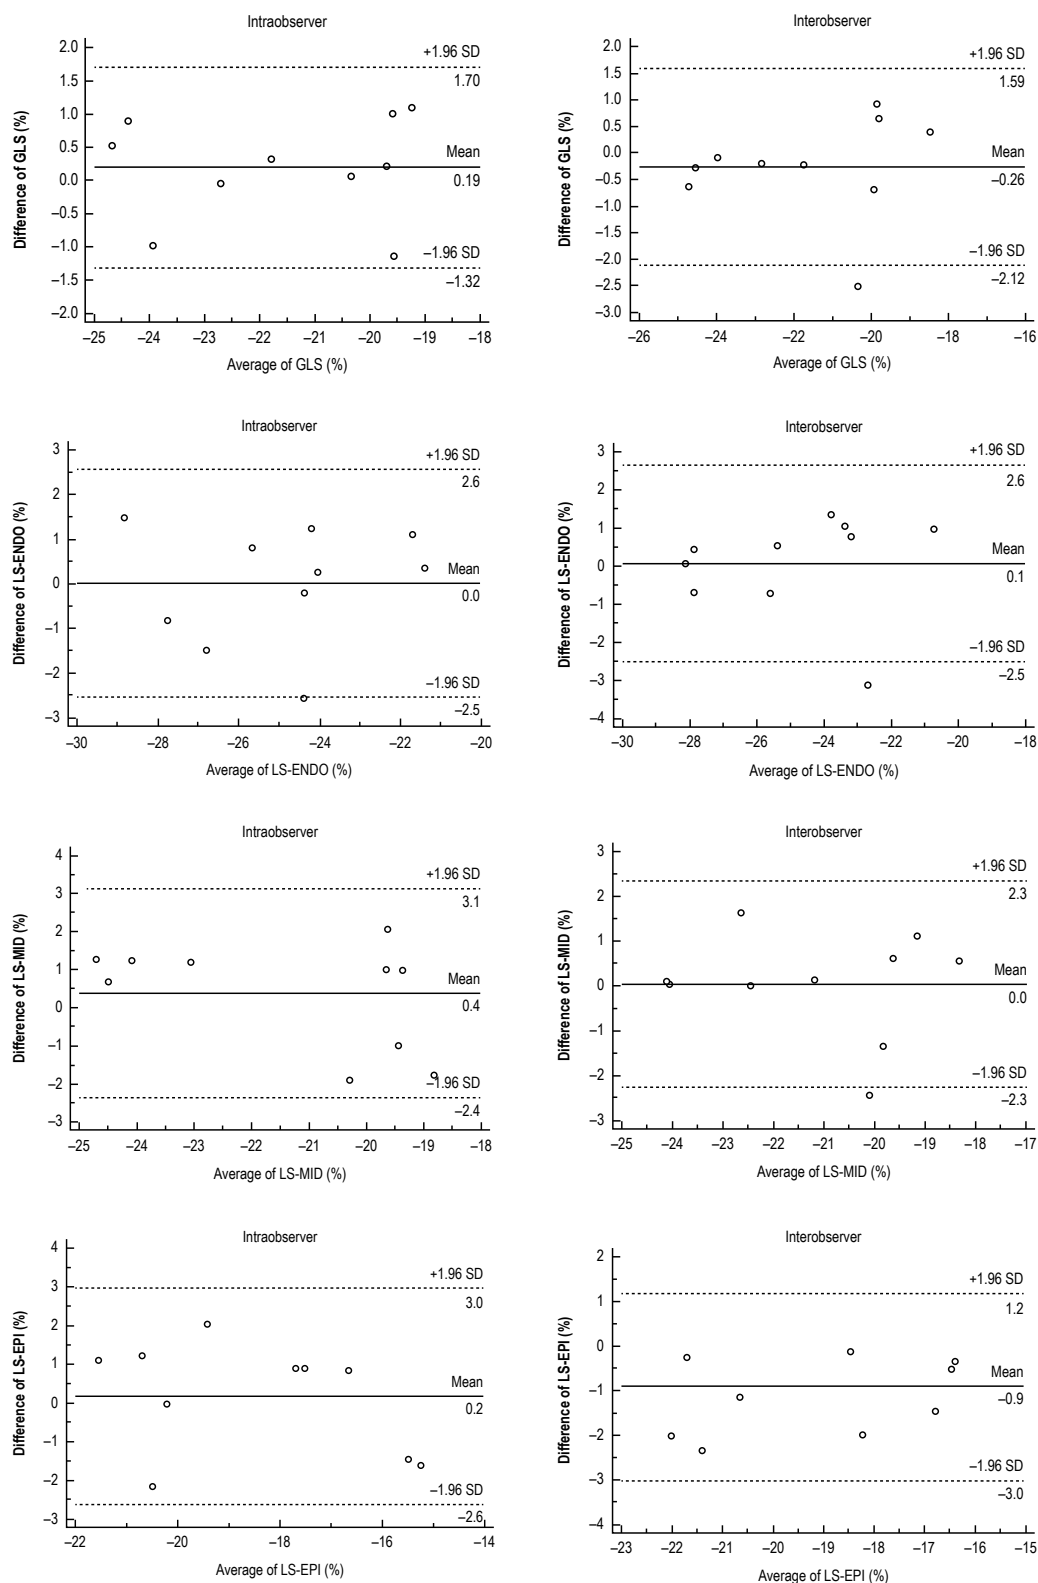 Intraobserver
Difference of GLS (%)
2.0
1.5
1.0
0.5
0.0
–0.5
–1.0
–1.5
–2.0
+1.96 SD
1.70
Mean
0.19
–1.96 SD
–1.32
–25 –24 –23 –22 –21 –20 –19 –18
Average of GLS (%)
Interobserver
Difference of GLS (%)
2.0
1.5
1.0
0.5
0.0
–0.5
–1.0
–1.5
–2.0
–2.5
–3.0
+1.96 SD
1.59
Mean
–0.26
–1.96 SD
–2.12
–26 –24 –22 –20 –18 –16
Average of GLS (%)
Intraobserver
Difference of LS-ENDO (%)
3
2
1
0
–1
–2
–3
+1.96 SD
2.6
Mean
0.0
–1.96 SD
–2.5
–30 –28 –26 –24 –22 –20
Average of LS-ENDO (%)
Interobserver
Difference of LS-ENDO (%)
3
2
1
0
–1
–2
–3
–4
+1.96 SD
2.6
Mean
0.1
–1.96 SD
–2.5
–30 –28 –26 –24 –22 –20 –18
Average of LS-ENDO (%)
Intraobserver
Difference of LS-MID (%)
4
3
2
1
0
–1
–2
–3
+1.96 SD
3.1
Mean
0.4
–1.96 SD
–2.4
–25 –24 –23 –22 –21 –20 –19 –18
Average of LS-MID (%)
Interobserver
Difference of LS-MID (%)
3
2
1
0
–1
–2
–3
+1.96 SD
2.3
Mean
0.0
–1.96 SD
–2.3
–25 –24 –23 –22 –21 –20 –19 –18 –17
Average of LS-MID (%)
Intraobserver
Difference of LS-EPI (%)
4
3
2
1
0
–1
–2
–3
+1.96 SD
3.0
Mean
0.2
–1.96 SD
–2.6
–22 –20 –18 –16 –14
Average of LS-EPI (%)
Interobserver
Difference of LS-EPI (%)
2
1
0
–1
–2
–3
–4
+1.96 SD
1.2
Mean
–0.9
–1.96 SD
–3.0
–23 –22 –21 –20 –19 –18 –17 –16 –15
Average of LS-EPI (%)